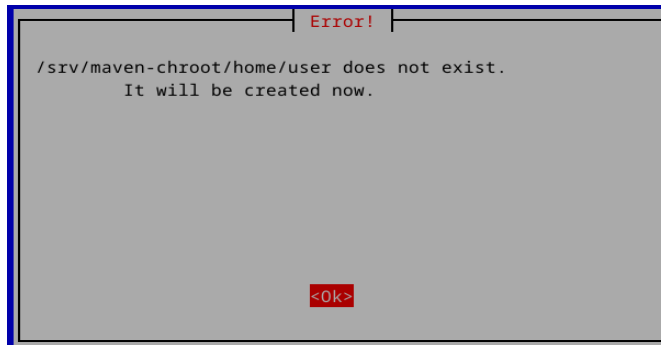 Error!
/srv/maven-chroot/home/user does not exist.
It will be created now.
<Ok>